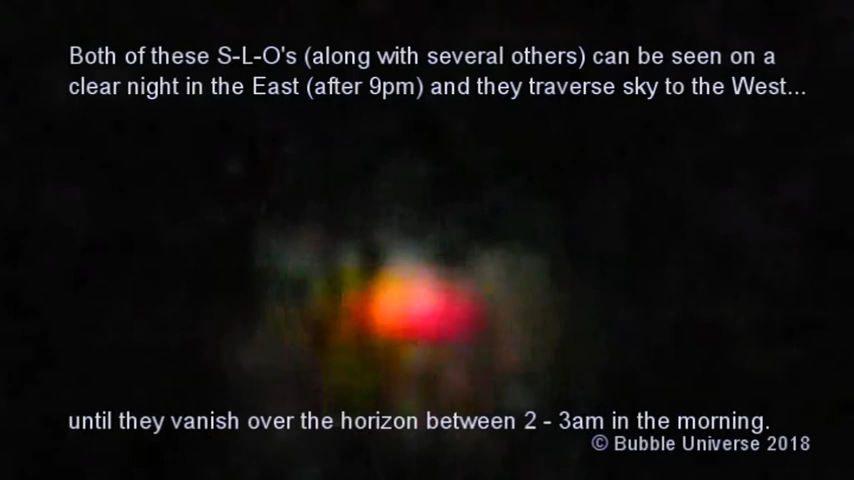 Both of these S-L-O's (along with several others) can be seen on a
clear night in the East (after 9pm) and they traverse sky to the West...
until they vanish over the horizon between 2 - 3am in the morning.
© Bubble Universe 2018